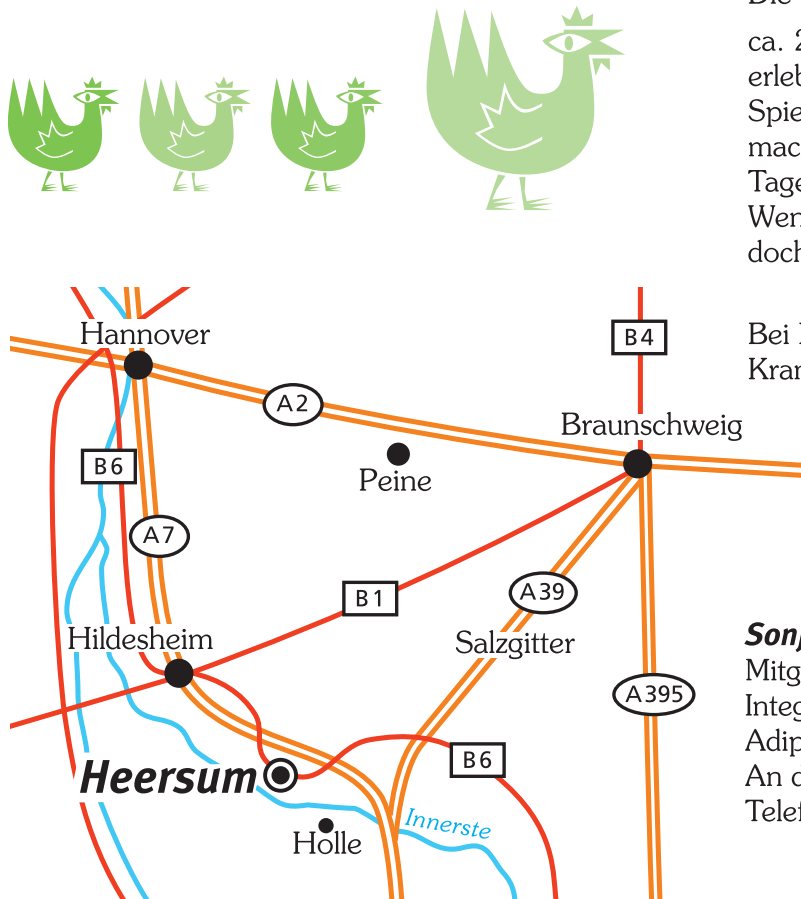 ca. 2
erleb
Spie
mac
Tage
Wen
doch
Hannover
B4
Bei
Kran
A2
Braunschweig
B6
Peine
A7
B1
A39
Hildesheim
Salzgitter
Sonj
Mitg
A395
Integ
Adip
B6
Heersum
An d
Telef
Innerste
Holle